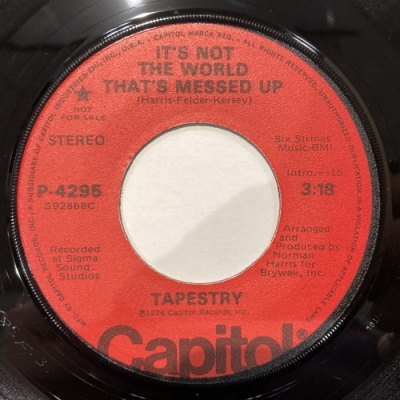 IT'S NOT
THE WORLD
THAT'S MESSED UP
(Harris-Felder-Kersey)
NOT
FOR SALE
STEREO
Six Strings
Music-BMI
Intro.—:15
P-4295
S92868C
3:18
Recorded
at Sigma
Sound
Studios
Arranged
and
Produced by
Norman
Harris for
Brywek, Inc.
TAPESTRY
℗1976 Capitol Records, Inc.
Capitol®